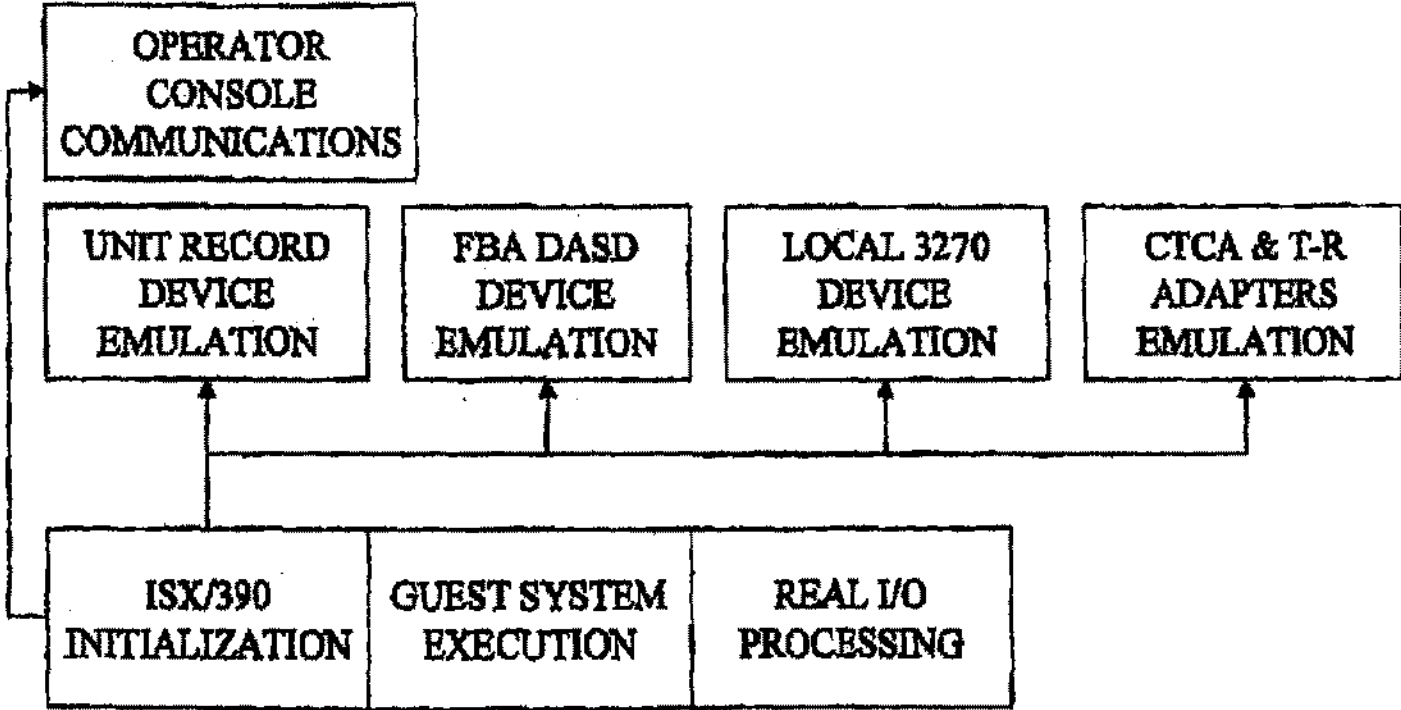 OPERATOR
CONSOLE
COMMUNICATIONS
UNIT RECORD
DEVICE
EMULATION
FBA DASD
DEVICE
EMULATION
LOCAL 3270
DEVICE
EMULATION
CTCA & T-R
ADAPTERS
EMULATION
ISX/390
INITIALIZATION
GUEST SYSTEM
EXECUTION
REAL I/O
PROCESSING